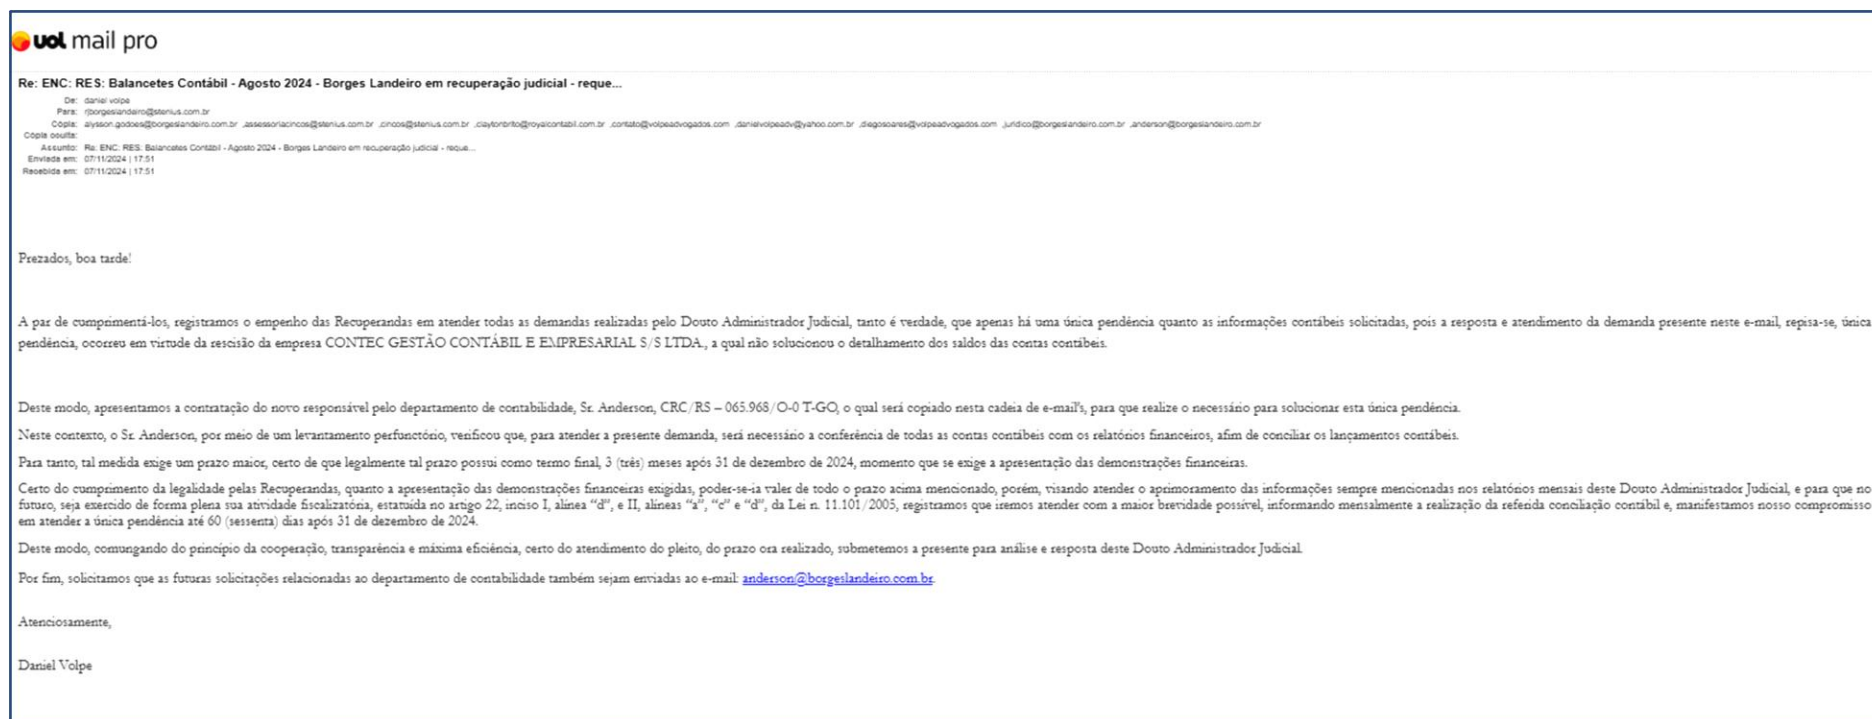 uol mail pro
Re: ENC: RES: Balancetes Contábil - Agosto 2024 - Borges Landeiro em recuperação judicial - reque...
De: daniel volpe
Para: rjborgeslandeiro@stenius.com.br
Cópia: alysson.godoes@borgeslandeiro.com.br ,assessoriacincos@stenius.com.br ,cincos@stenius.com.br ,claytonbrito@royalcontabil.com.br ,contato@volpeadvogados.com ,danielvolpeadv@yahoo.com.br ,diegosoares@volpeadvogados.com ,juridico@borgeslandeiro.com.br ,anderson@borgeslandeiro.com.br
Cópia oculta:
Assunto: Re: ENC: RES: Balancetes Contábil - Agosto 2024 - Borges Landeiro em recuperação judicial - reque...
Enviada em: 07/11/2024 | 17:51
Recebida em: 07/11/2024 | 17:51
Prezados, boa tarde!
A par de cumprimentá-los, registramos o empenho das Recuperandas em atender todas as demandas realizadas pelo Douto Administrador Judicial, tanto é verdade, que apenas há uma única pendência quanto as informações contábeis solicitadas, pois a resposta e atendimento da demanda presente neste e-mail, repisa-se, única
pendência, ocorreu em virtude da rescisão da empresa CONTEC GESTÃO CONTÁBIL E EMPRESARIAL S/S LTDA., a qual não solucionou o detalhamento dos saldos das contas contábeis.
Deste modo, apresentamos a contratação do novo responsável pelo departamento de contabilidade, Sr. Anderson, CRC/RS – 065.968/O-0 T-GO, o qual será copiado nesta cadeia de e-mail's, para que realize o necessário para solucionar esta única pendência.
Neste contexto, o Sr. Anderson, por meio de um levantamento perfunctório, verificou que, para atender a presente demanda, será necessário a conferência de todas as contas contábeis com os relatórios financeiros, afim de conciliar os lançamentos contábeis.
Para tanto, tal medida exige um prazo maior, certo de que legalmente tal prazo possui como termo final, 3 (três) meses após 31 de dezembro de 2024, momento que se exige a apresentação das demonstrações financeiras.
Certo do cumprimento da legalidade pelas Recuperandas, quanto a apresentação das demonstrações financeiras exigidas, poder-se-ia valer de todo o prazo acima mencionado, porém, visando atender o aprimoramento das informações sempre mencionadas nos relatórios mensais deste Douto Administrador Judicial, e para que no
futuro, seja exercido de forma plena sua atividade fiscalizatória, estatuída no artigo 22, inciso I, alínea “d”, e II, alíneas “a”, “c” e “d”, da Lei n. 11.101/2005, registramos que iremos atender com a maior brevidade possível, informando mensalmente a realização da referida conciliação contábil e, manifestamos nosso compromisso
em atender a única pendência até 60 (sessenta) dias após 31 de dezembro de 2024.
Deste modo, comungando do princípio da cooperação, transparência e máxima eficiência, certo do atendimento do pleito, do prazo ora realizado, submetemos a presente para análise e resposta deste Douto Administrador Judicial.
Por fim, solicitamos que as futuras solicitações relacionadas ao departamento de contabilidade também sejam enviadas ao e-mail: anderson@borgeslandeiro.com.br.
Atenciosamente,
Daniel Volpe